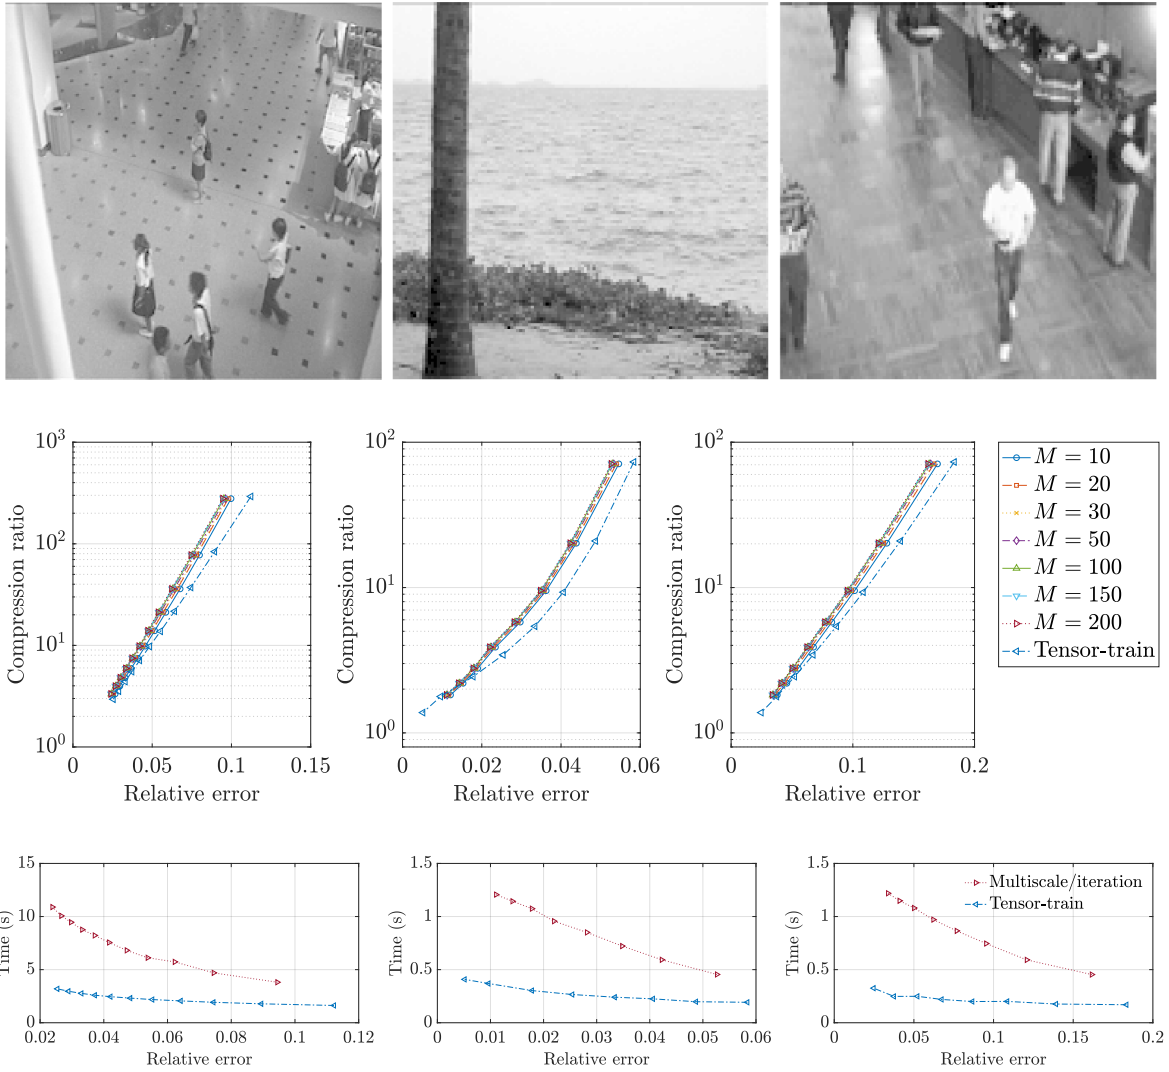 10^3
10^2
10^1
10^0
Compression ratio
0 0.05 0.1 0.15
Relative error
10^2
10^1
10^0
Compression ratio
0 0.02 0.04 0.06
Relative error
10^2
10^1
10^0
Compression ratio
0 0.1 0.2
Relative error
M = 10
M = 20
M = 30
M = 50
M = 100
M = 150
M = 200
Tensor-train
15
10
5
0
Time (s)
0.02 0.04 0.06 0.08 0.1 0.12
Relative error
1.5
1
0.5
0
Time (s)
0 0.01 0.02 0.03 0.04 0.05 0.06
Relative error
1.5
1
0.5
0
Time (s)
0 0.05 0.1 0.15 0.2
Relative error
Multiscale/iteration
Tensor-train